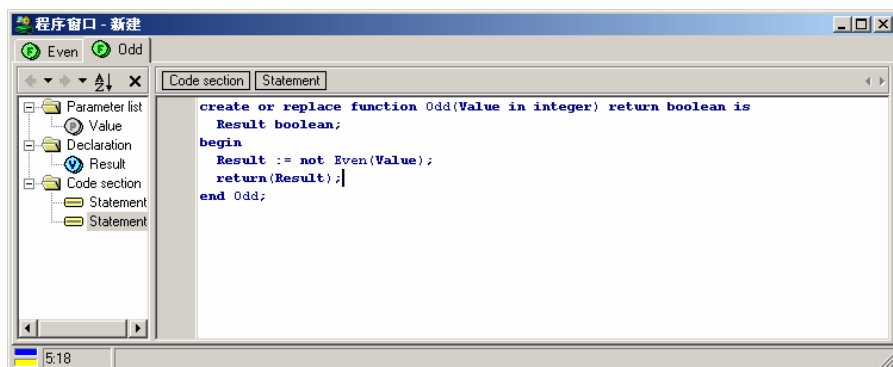 程序窗口 - 新建
Even Odd
Code section Statement
Parameter list
Value
Declaration
Result
Code section
Statement
Statement
create or replace function Odd(Value in integer) return boolean is
Result boolean;
begin
Result := not Even(Value);
return(Result);
end Odd;
5:18